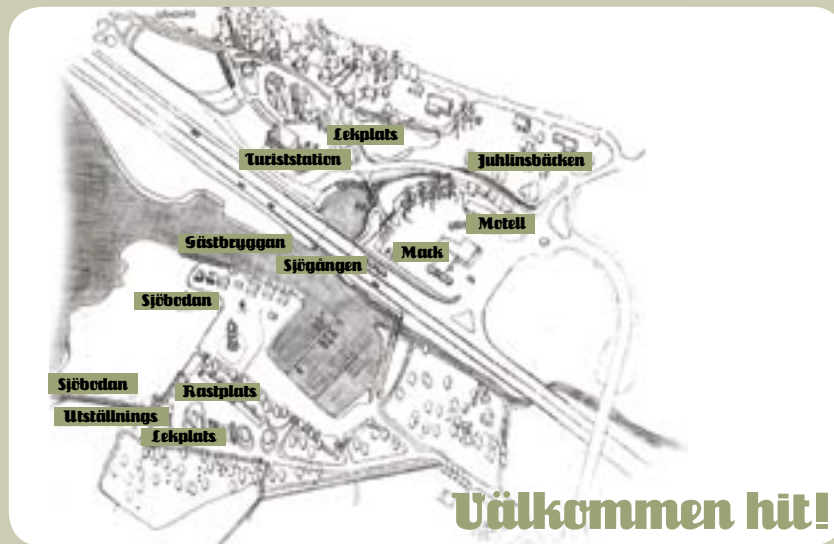 Lekplats
Turiststation
Juhlinsbäcken
Motell
Gästbryggan
Mack
Sjögången
Sjöbodan
Sjöbodan
Rastplats
Utställnings
Lekplats
Välkommen hit!